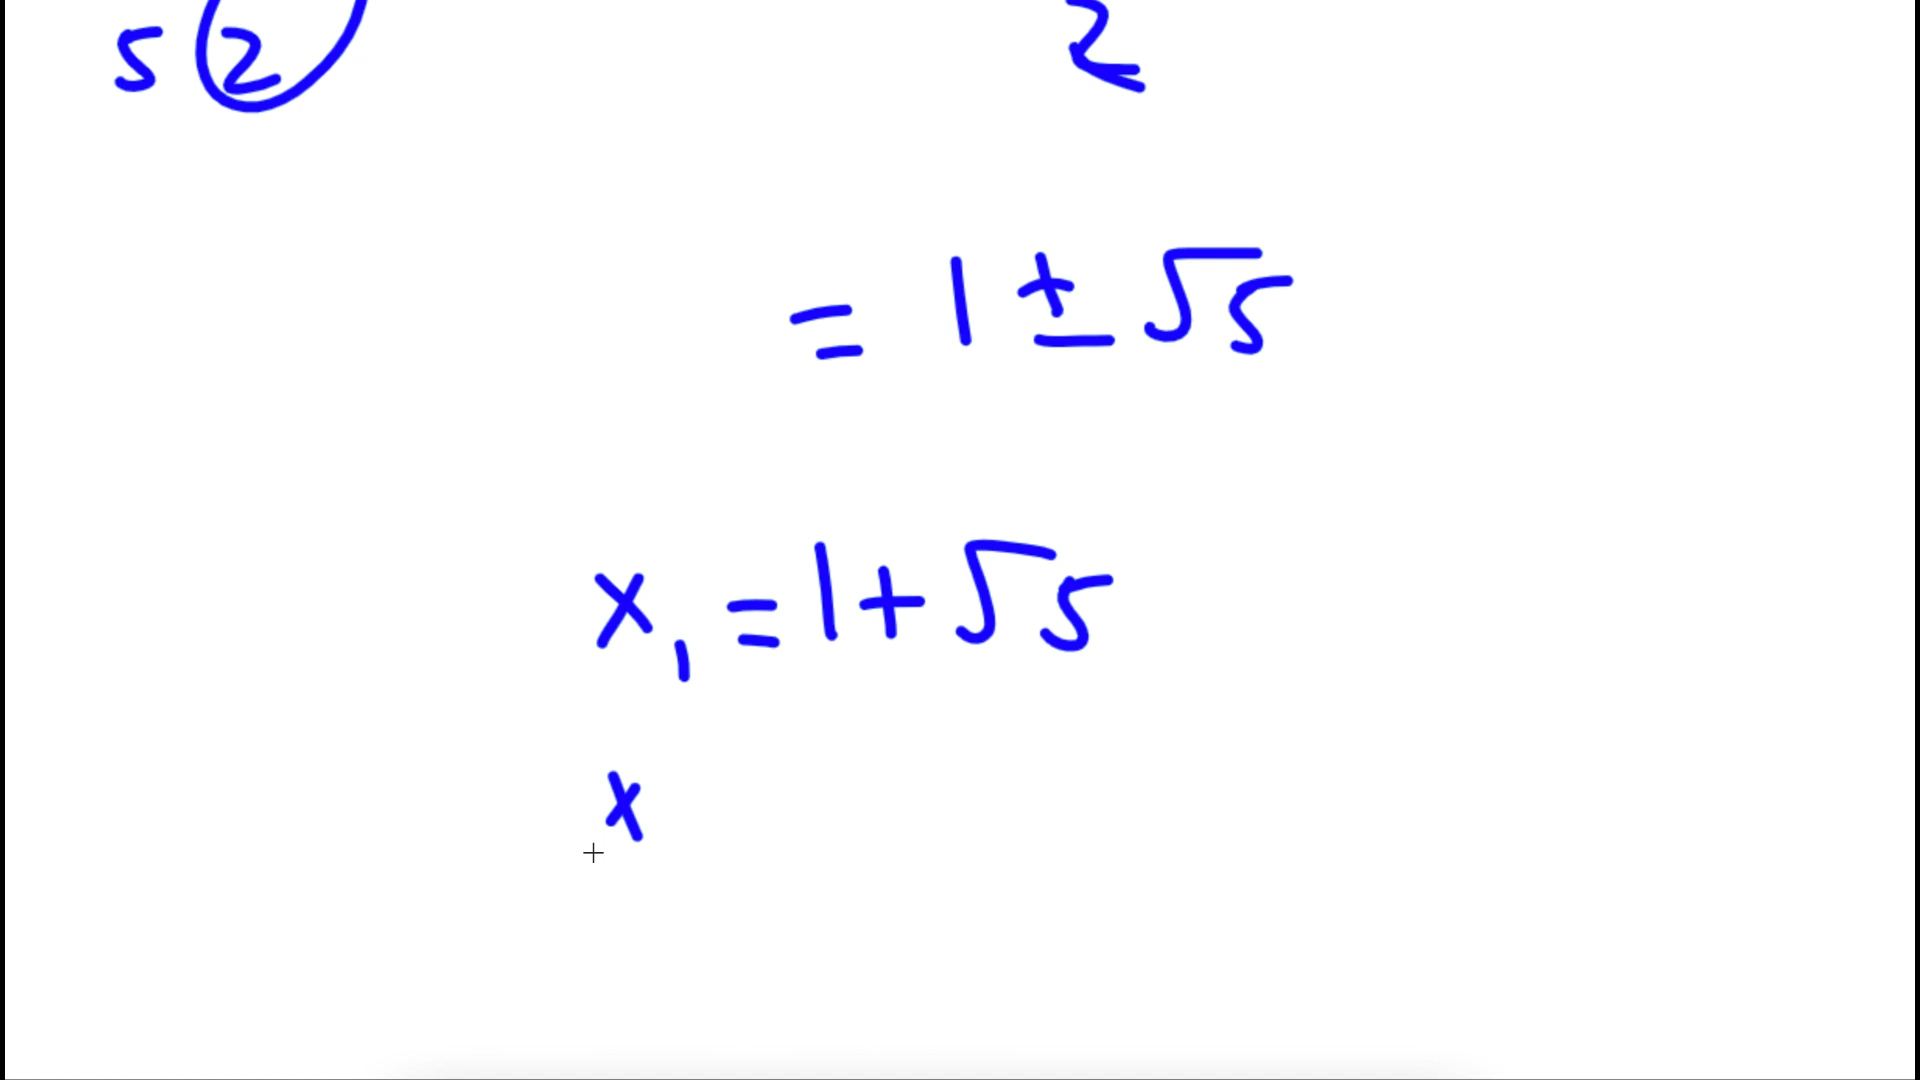 5 2 2
= 1 ± √5
x₁ = 1 + √5
x